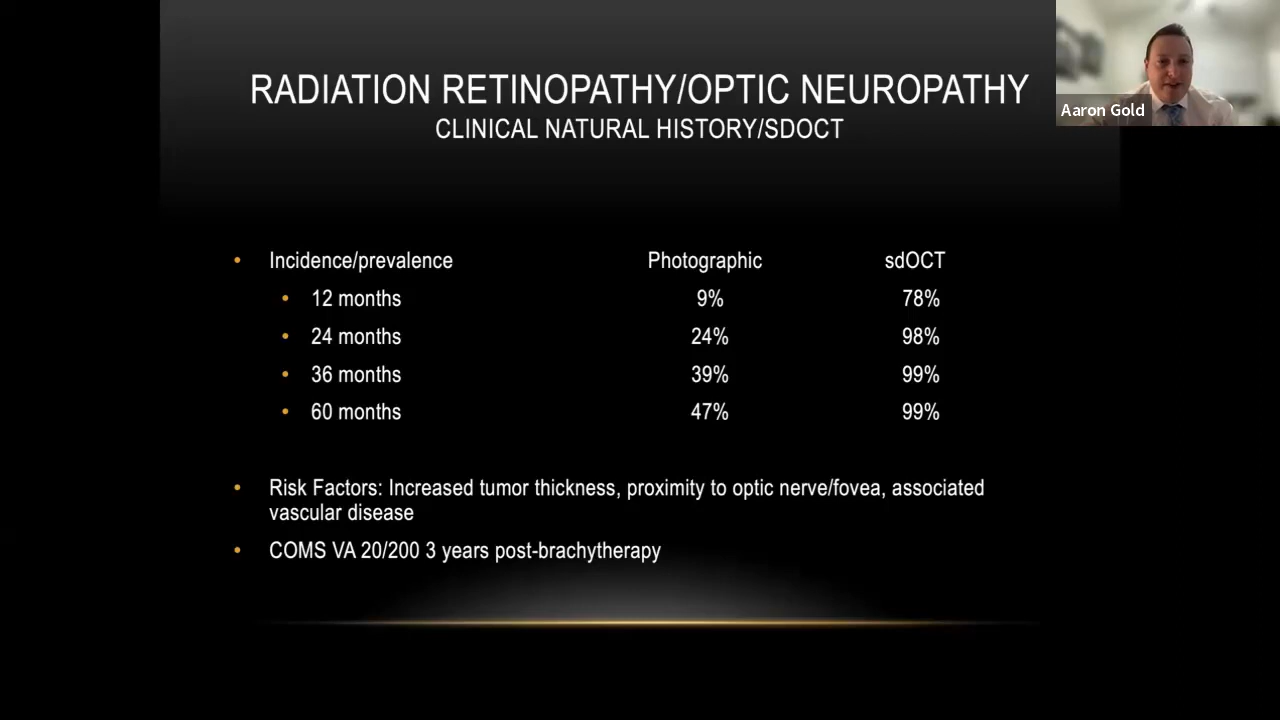 RADIATION RETINOPATHY/OPTIC NEUROPATHY
CLINICAL NATURAL HISTORY/SDOCT
Aaron Gold
• Incidence/prevalence Photographic sdOCT
• 12 months 9% 78%
• 24 months 24% 98%
• 36 months 39% 99%
• 60 months 47% 99%
• Risk Factors: Increased tumor thickness, proximity to optic nerve/fovea, associated
vascular disease
• COMS VA 20/200 3 years post-brachytherapy